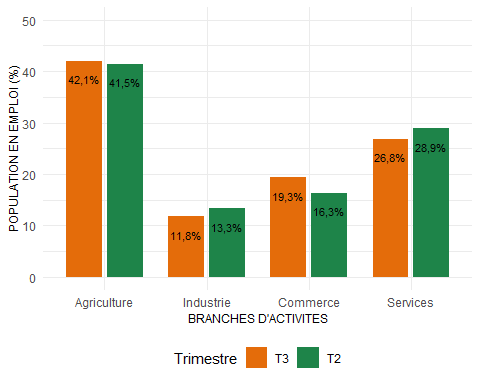 POPULATION EN EMPLOI (%)
50
40
30
20
10
0
42,1%
41,5%
11,8%
13,3%
19,3%
16,3%
26,8%
28,9%
Agriculture
Industrie
Commerce
Services
BRANCHES D'ACTIVITES
Trimestre T3 T2